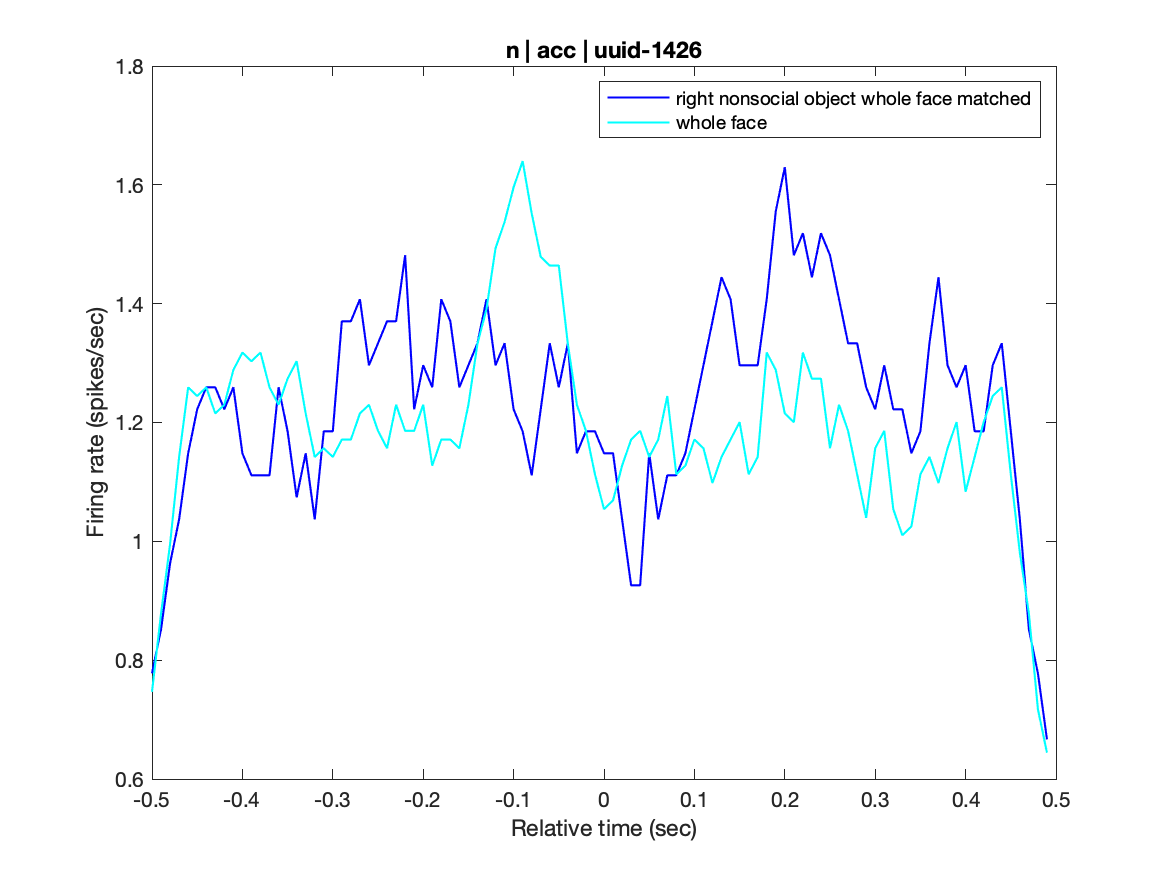 n | acc | uuid-1426
right nonsocial object whole face matched
whole face
Firing rate (spikes/sec)
1.8
1.6
1.4
1.2
1
0.8
0.6
-0.5 -0.4 -0.3 -0.2 -0.1 0 0.1 0.2 0.3 0.4 0.5
Relative time (sec)